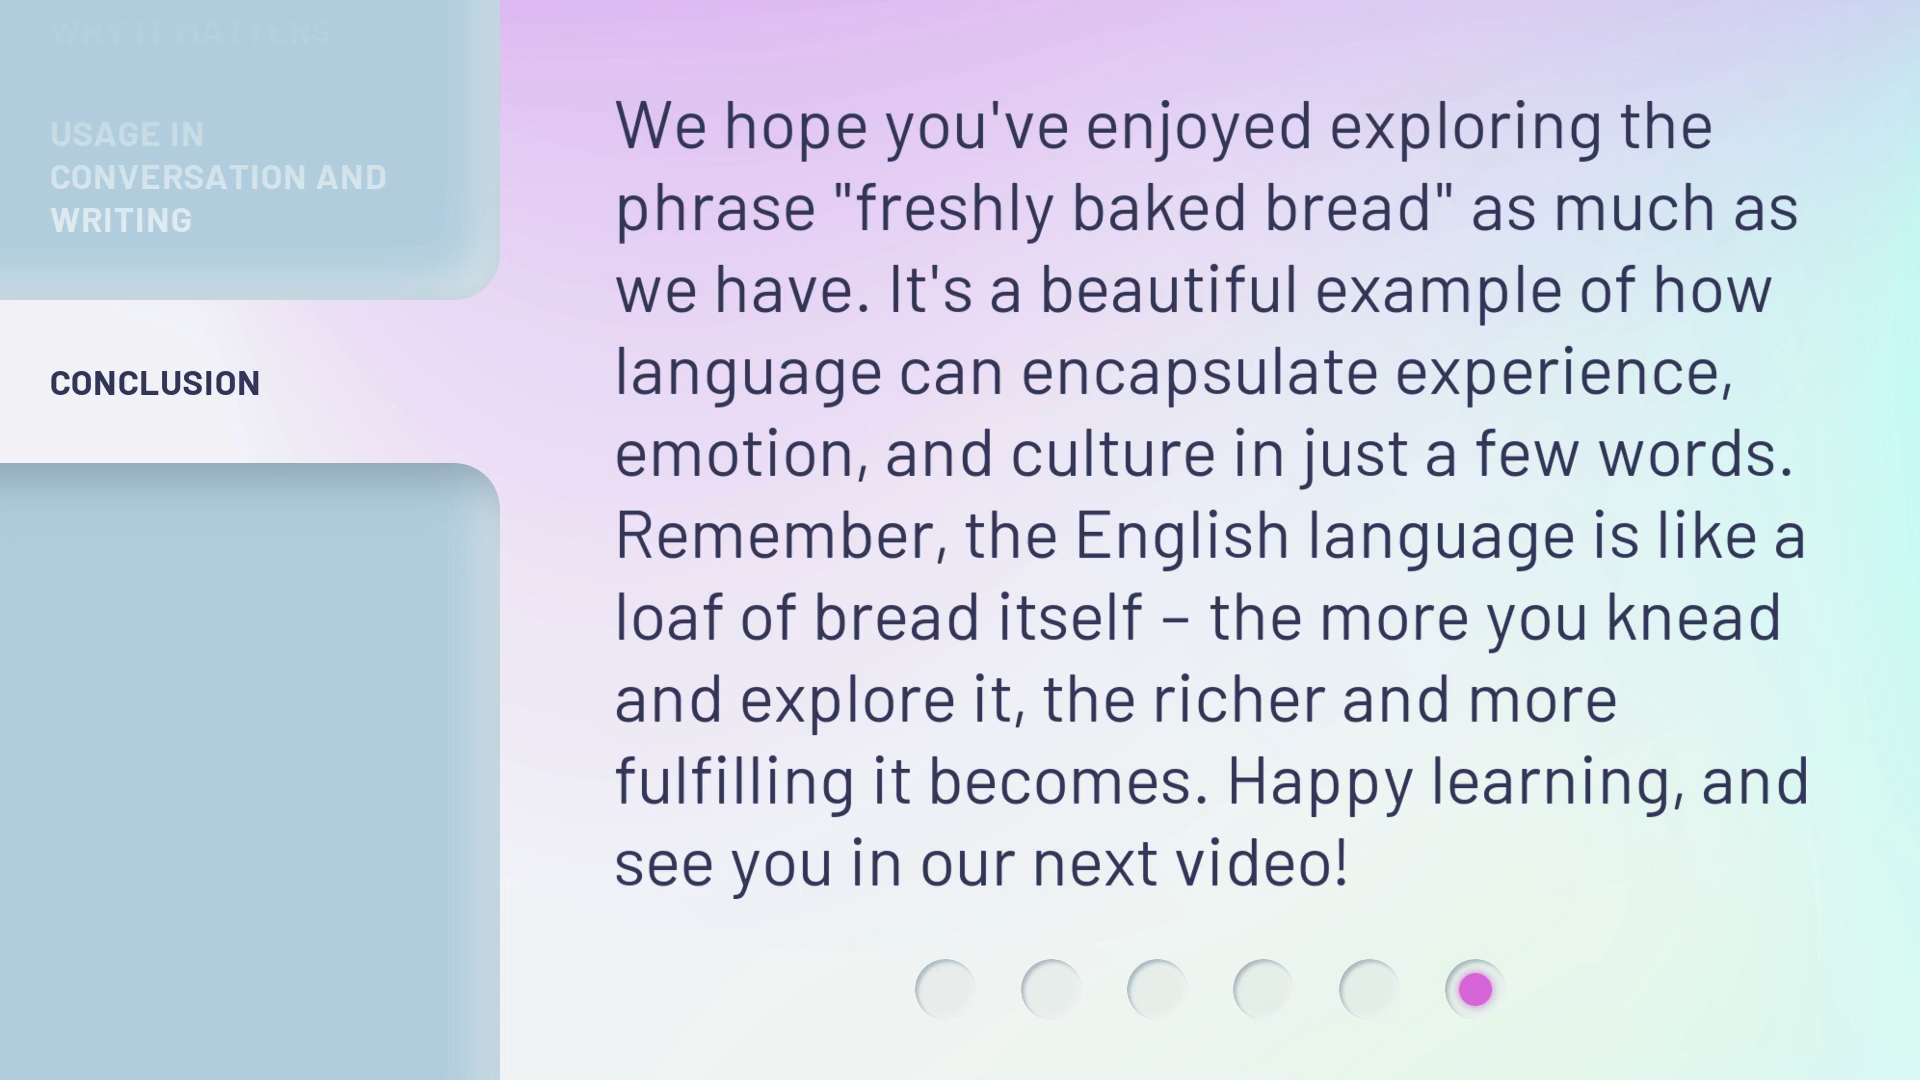 WHY IT MATTERS
USAGE IN
CONVERSATION AND
WRITING
CONCLUSION
We hope you've enjoyed exploring the
phrase "freshly baked bread" as much as
we have. It's a beautiful example of how
language can encapsulate experience,
emotion, and culture in just a few words.
Remember, the English language is like a
loaf of bread itself – the more you knead
and explore it, the richer and more
fulfilling it becomes. Happy learning, and
see you in our next video!